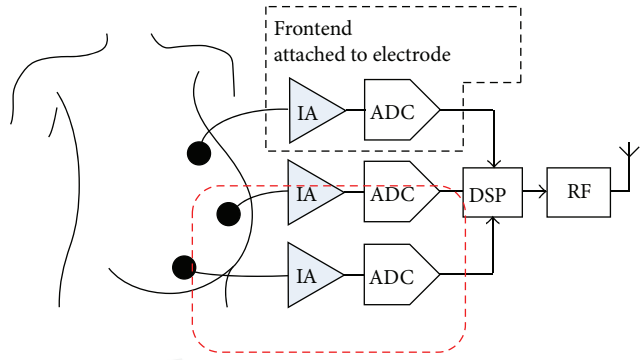 Frontend
attached to electrode
IA
ADC
IA
ADC
DSP
RF
IA
ADC